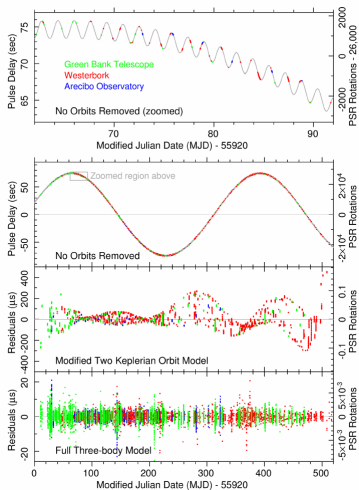 75
70
65
Pulse Delay (sec)
2000
0
-2000
PSR Rotations - 26,000
Green Bank Telescope
Westerbork
Arecibo Observatory
No Orbits Removed (zoomed)
70
80
90
Modified Julian Date (MJD) - 55920
50
0
-50
Pulse Delay (sec)
2×10⁴
0
-2×10⁴
PSR Rotations
Zoomed region above
No Orbits Removed
400
200
0
200
-400
Residuals (μs)
0.1
0
-0.1
PSR Rotations
Modified Two Keplerian Orbit Model
20
0
-20
Residuals (μs)
5×10⁻³
0
-5×10⁻³
PSR Rotations
Full Three-body Model
0
100
200
300
400
500
Modified Julian Date (MJD) - 55920